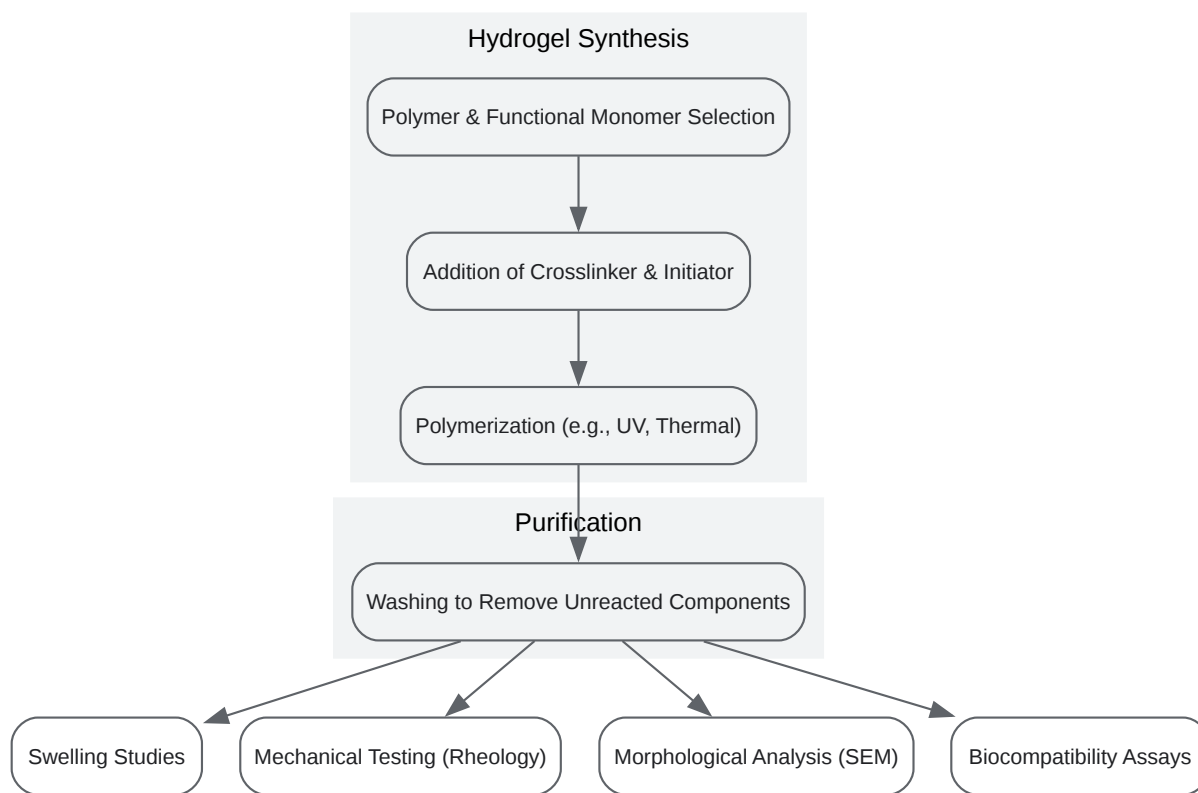 Hydrogel Synthesis
Polymer & Functional Monomer Selection
Addition of Crosslinker & Initiator
Polymerization (e.g., UV, Thermal)
Purification
Washing to Remove Unreacted Components
Swelling Studies
Mechanical Testing (Rheology)
Morphological Analysis (SEM)
Biocompatibility Assays